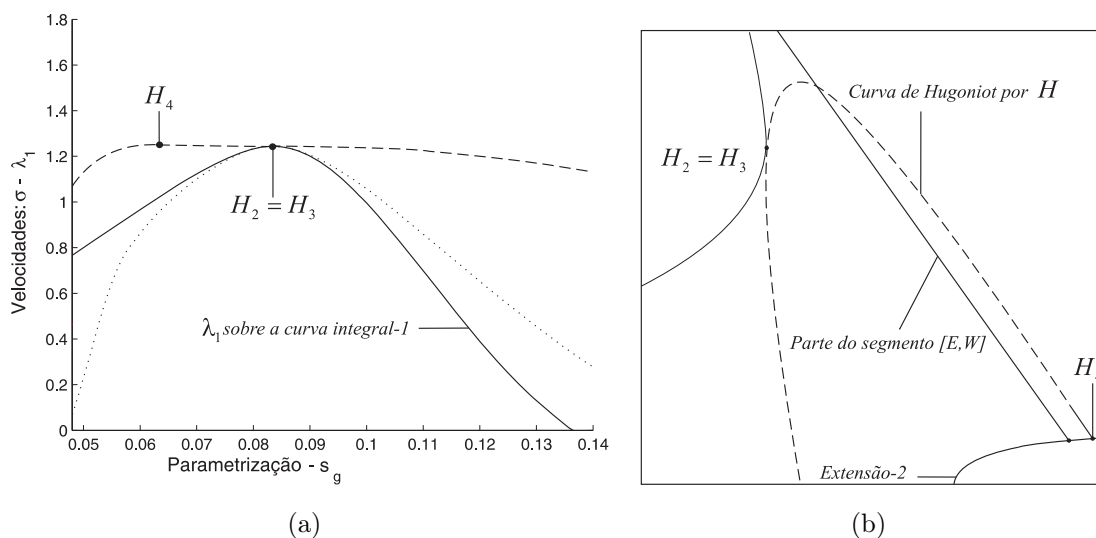 1.8
1.6
1.4
1.2
1
0.8
0.6
0.4
0.2
0
Velocidades: σ - λ₁
H₄
H₂ = H₃
λ₁ sobre a curva integral-1
0.05 0.06 0.07 0.08 0.09 0.1 0.11 0.12 0.13 0.14
Parametrização - s_g
(a)
Curva de Hugoniot por H
H₂ = H₃
Parte do segmento [E,W]
H
Extensão-2
(b)